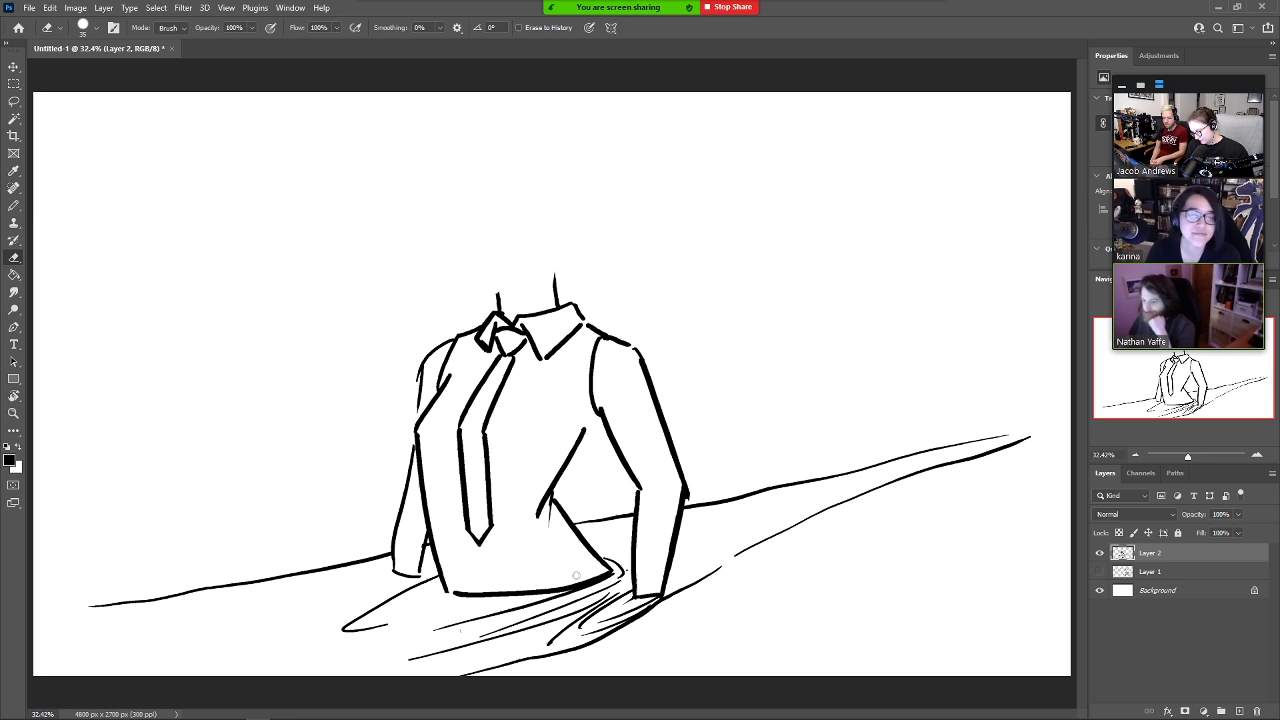 Ps File Edit Image Layer Type Select Filter 3D View Plugins Window Help
You are screen sharing Stop Share
35 Mode: Brush Opacity: 100% Flow: 100% Smoothing: 0% 0° Erase to History
Untitled-1 @ 32.4% (Layer 2, RGB/8) *
Properties Adjustments
Jacob Andrews
karina
Nathan Yaffe
32.42%
Layers Channels Paths
Kind
Normal Opacity: 100%
Lock: Fill: 100%
Layer 2
Layer 1
Background
32.42% 4800 px x 2700 px (300 ppi)